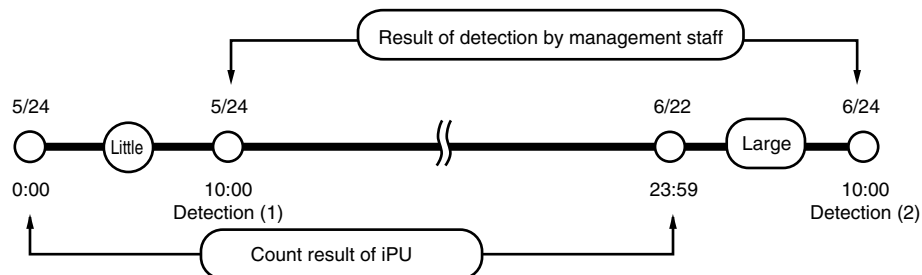 Result of detection by management staff
5/24
5/24
6/22
6/24
Little
Large
0:00
10:00
23:59
10:00
Detection (1)
Detection (2)
Count result of iPU